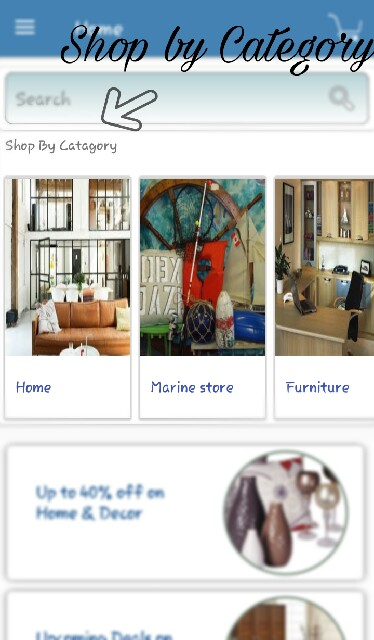 Home
Shop by Category
Search
Shop By Catagory
Home
Marine store
Furniture
Up to 40% off on
Home & Decor
Upcoming Deals on